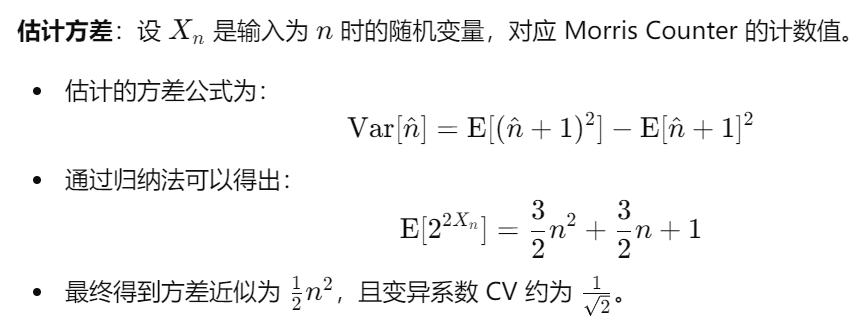 估计方差：设 $X_n$ 是输入为 $n$ 时的随机变量，对应 Morris Counter 的计数值。
• 估计的方差公式为：
$\mathrm{Var}[\hat{n}] = \mathrm{E}[(\hat{n}+1)^2] - \mathrm{E}[\hat{n}+1]^2$
• 通过归纳法可以得出：
$\mathrm{E}[2^{2X_n}] = \frac{3}{2}n^2 + \frac{3}{2}n + 1$
• 最终得到方差近似为 $\frac{1}{2}n^2$，且变异系数 CV 约为 $\frac{1}{\sqrt{2}}$。